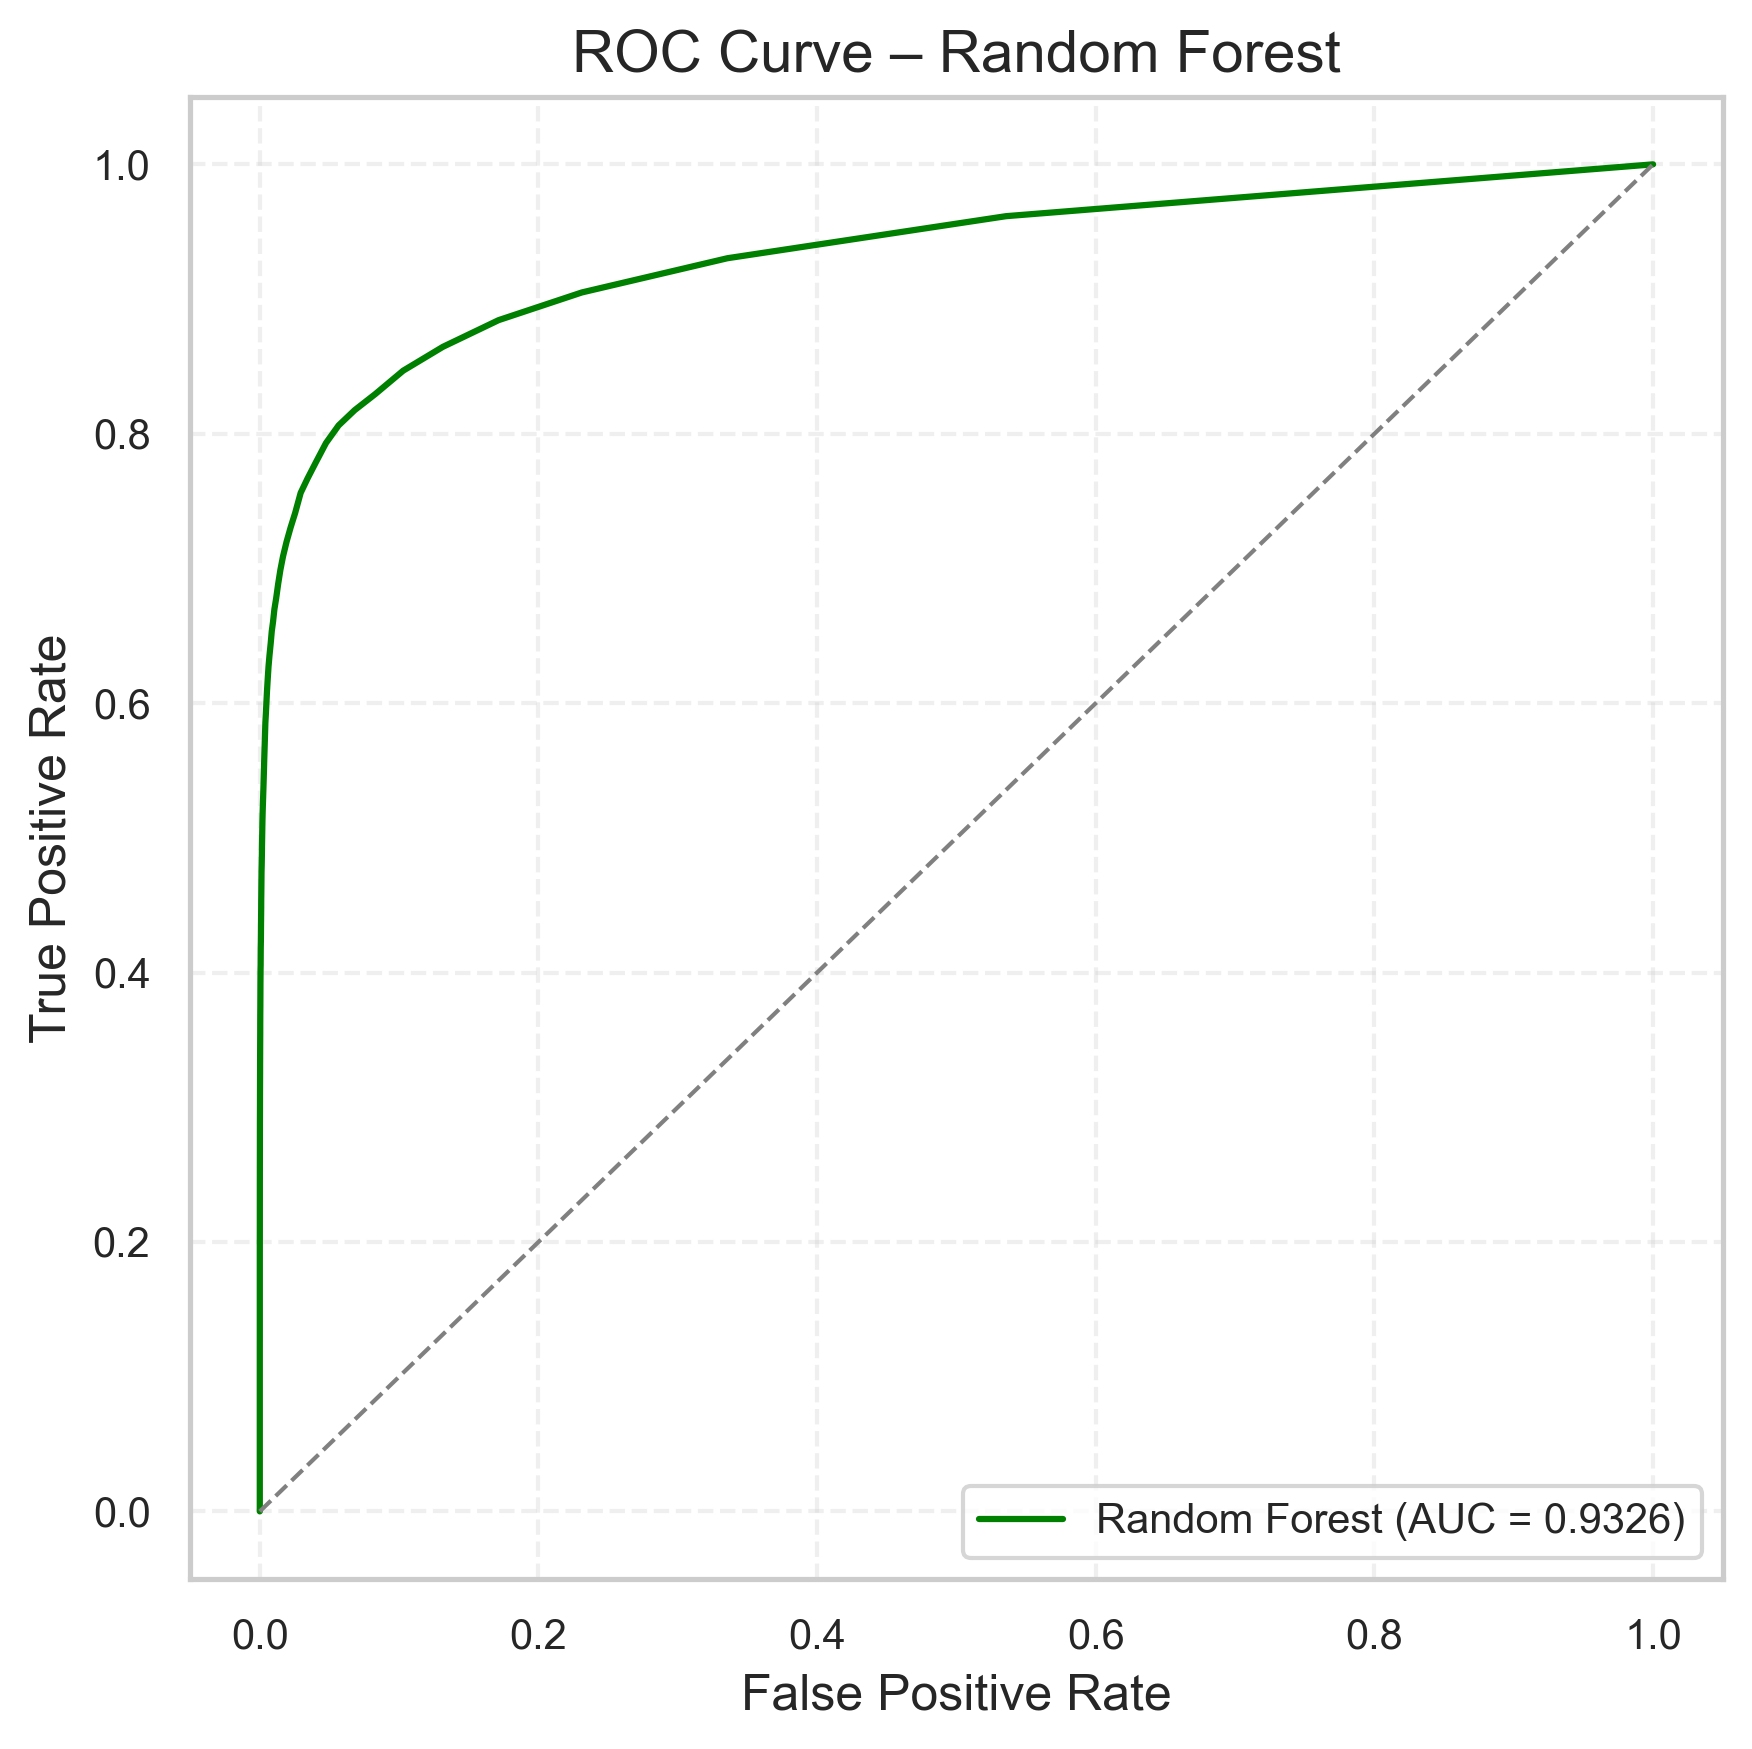 ROC Curve – Random Forest
True Positive Rate
1.0
0.8
0.6
0.4
0.2
0.0
Random Forest (AUC = 0.9326)
0.0 0.2 0.4 0.6 0.8 1.0
False Positive Rate